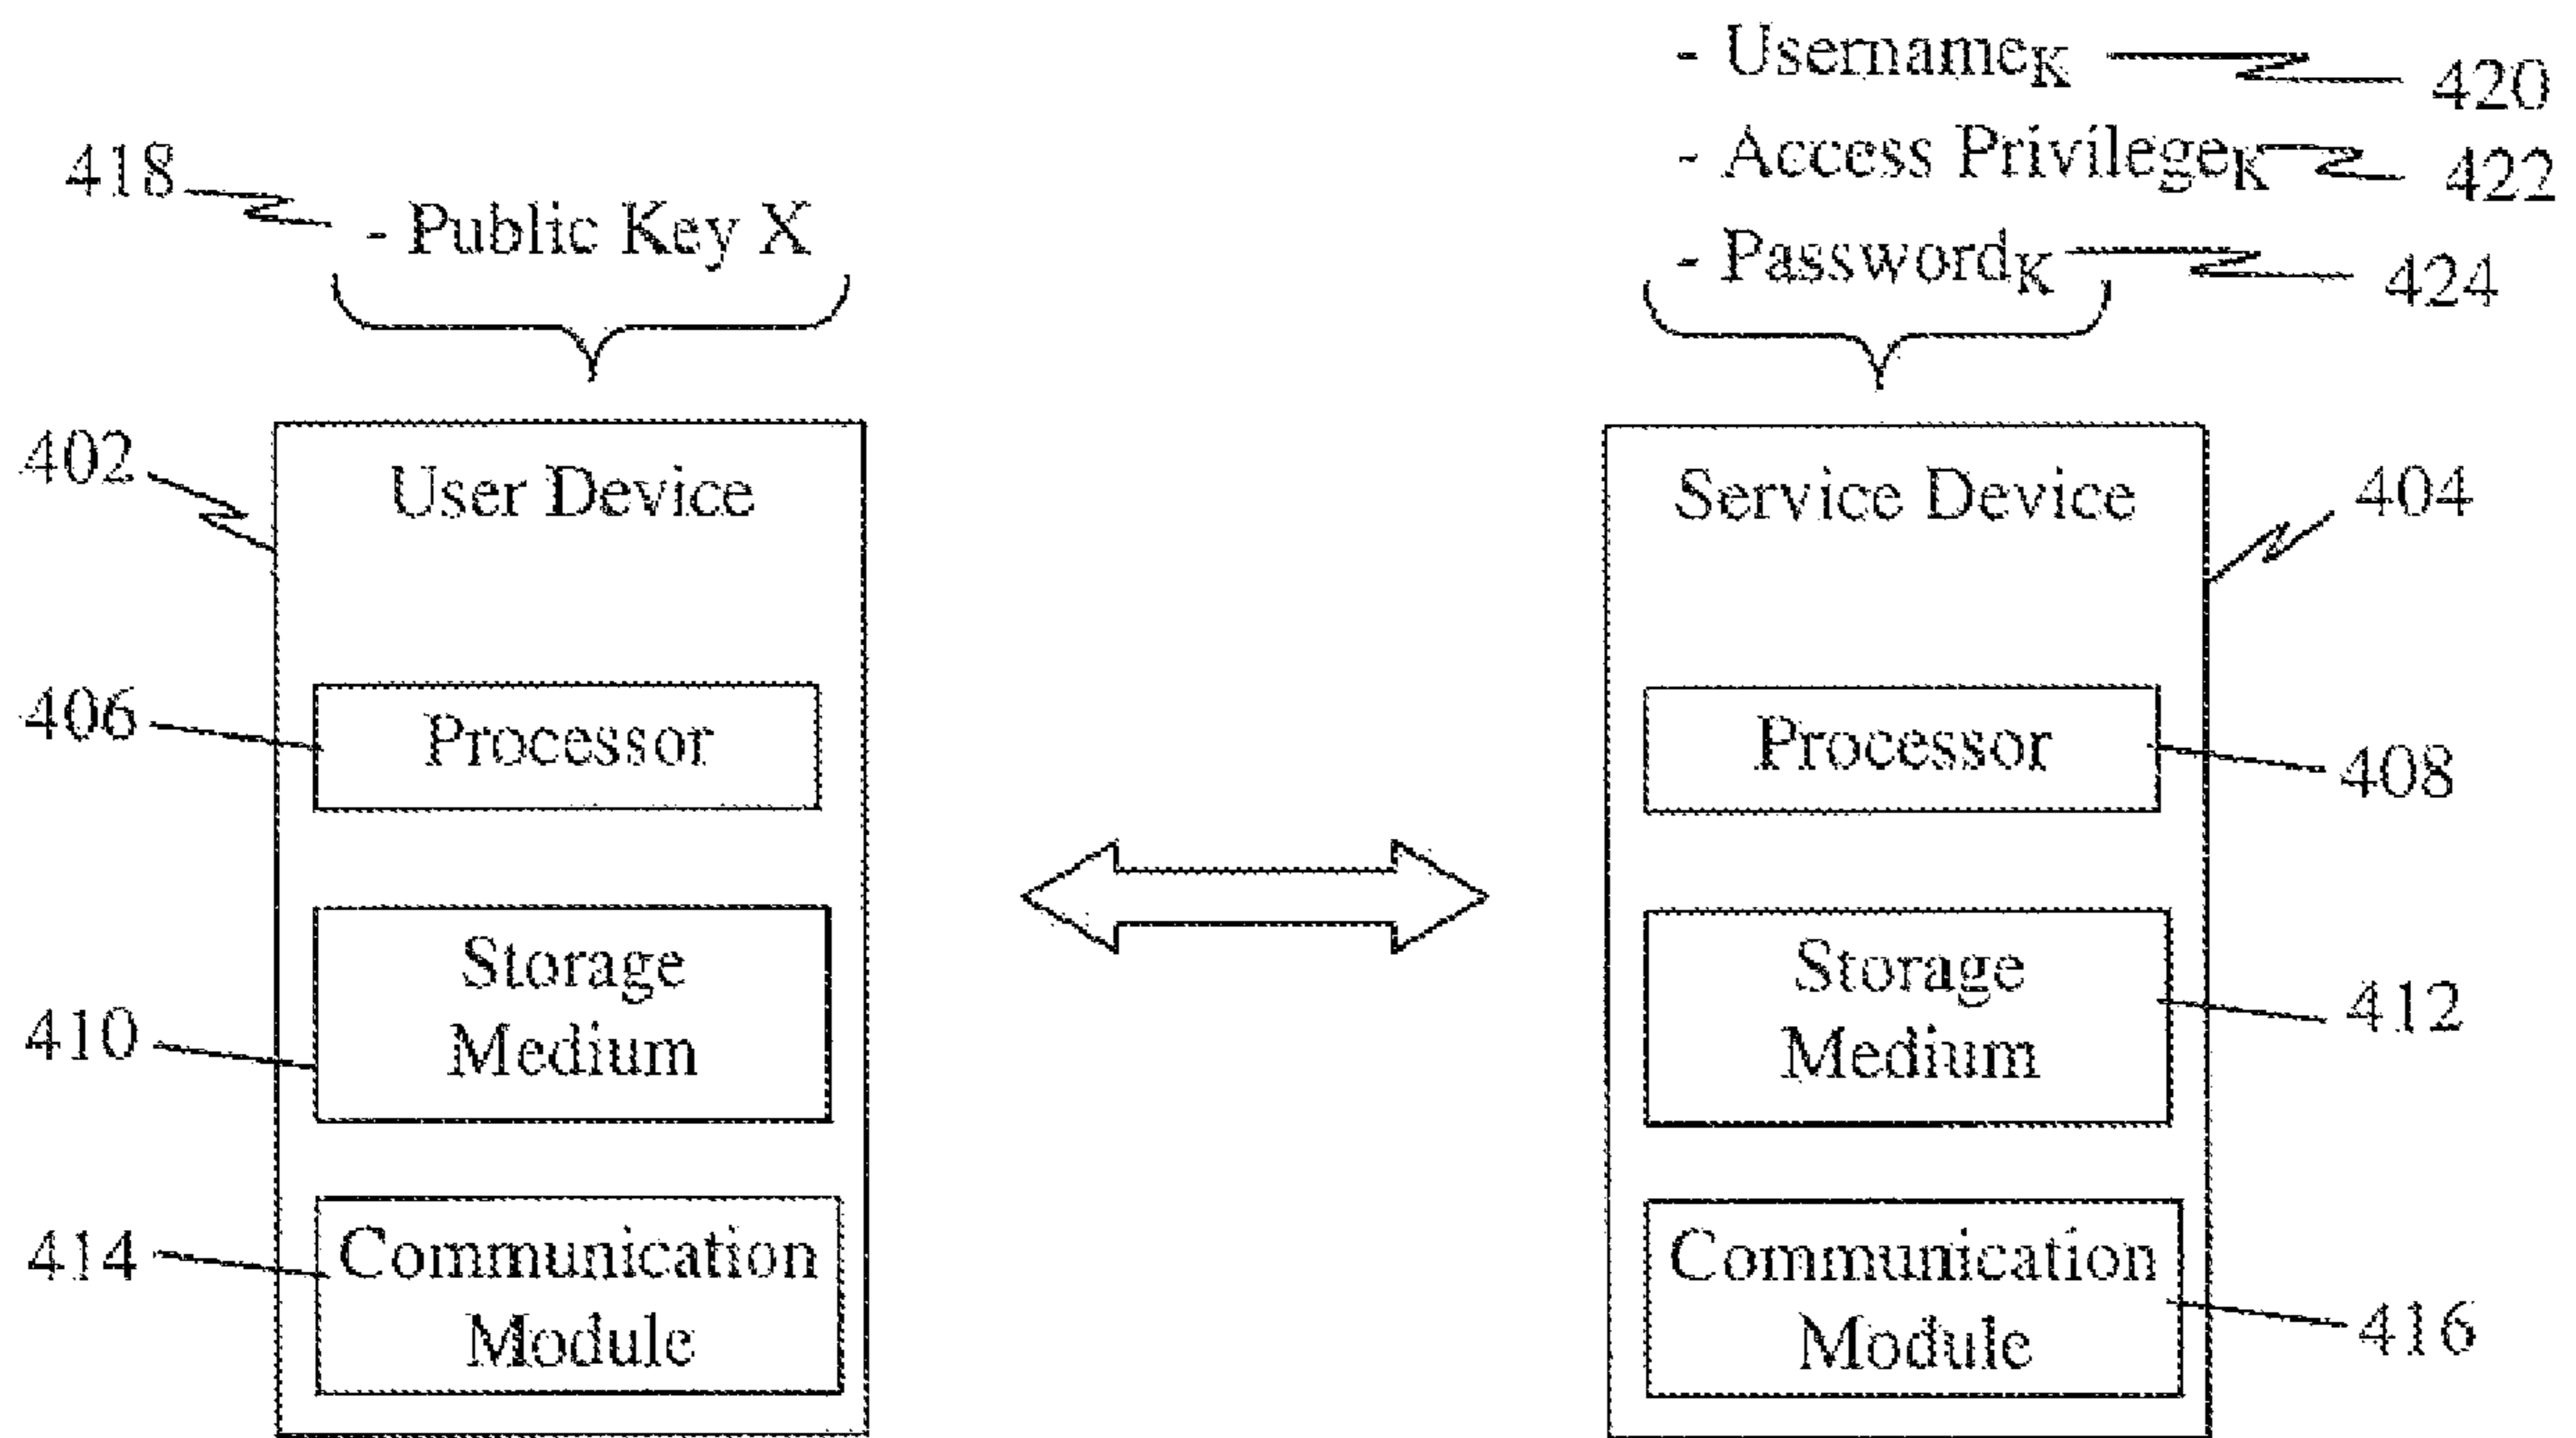 - Username_K 420
- Access Privilege_K 422
418 - Public Key X
- Password_K 424
402 User Device
Service Device 404
406 Processor
Processor 408
Storage
Medium
410
Storage
Medium
412
414 Communication
Module
Communication
Module
416